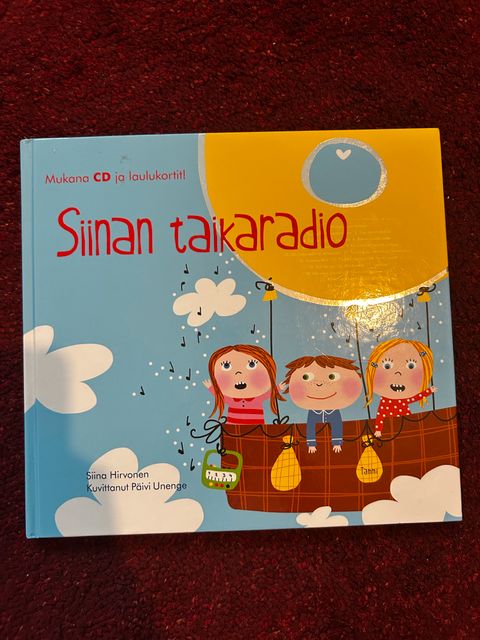 Mukana CD ja laulukortit!
Siinan taikaradio
Siina Hirvonen
Kuvittanut Päivi Unenge
Tammi